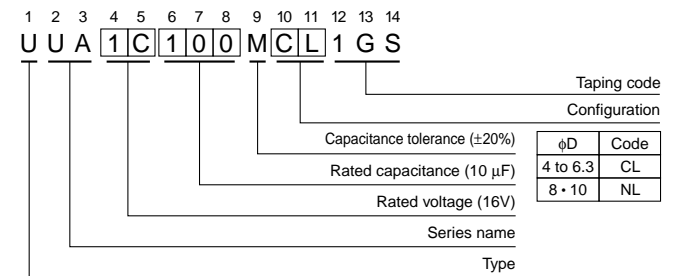 1 2 3 4 5 6 7 8 9 10 11 12 13 14
U U A 1 C 1 0 0 M C L 1 G S
Taping code
Configuration
Capacitance tolerance (±20%)
Rated capacitance (10 μF)
Rated voltage (16V)
Series name
Type
ϕD Code
4 to 6.3 CL
8 • 10 NL